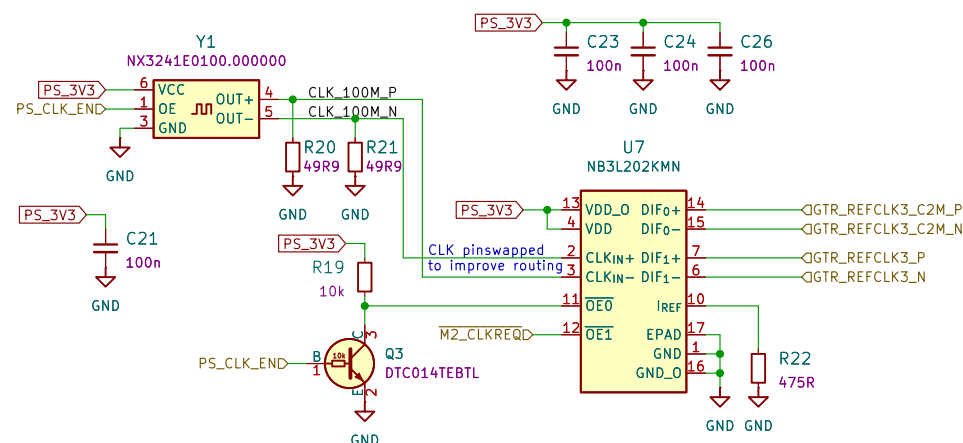 PS_3V3
C23
100n
C24
100n
C26
100n
GND
GND
GND
Y1
NX3241E0100.000000
PS_3V3
6
VCC
PS_CLK_EN
1
OE
3
GND
GND
OUT+
4
CLK_100M_P
OUT−
5
CLK_100M_N
R20
49R9
R21
49R9
GND
GND
PS_3V3
C21
100n
GND
U7
NB3L202KMN
PS_3V3
13
VDD_O
4
VDD
2
CLKIN+
3
CLKIN−
11
OE0
12
OE1
DIF0+
14
GTR_REFCLK3_C2M_P
DIF0−
15
GTR_REFCLK3_C2M_N
DIF1+
7
GTR_REFCLK3_P
DIF1−
6
GTR_REFCLK3_N
IREF
10
EPAD
17
GND
1
GND_O
16
R22
475R
GND
GND
CLK pinswapped
to improve routing
PS_3V3
R19
10k
M2_CLKREQ
PS_CLK_EN
B
1
10k
C
3
E
2
Q3
DTC014TEBTL
GND